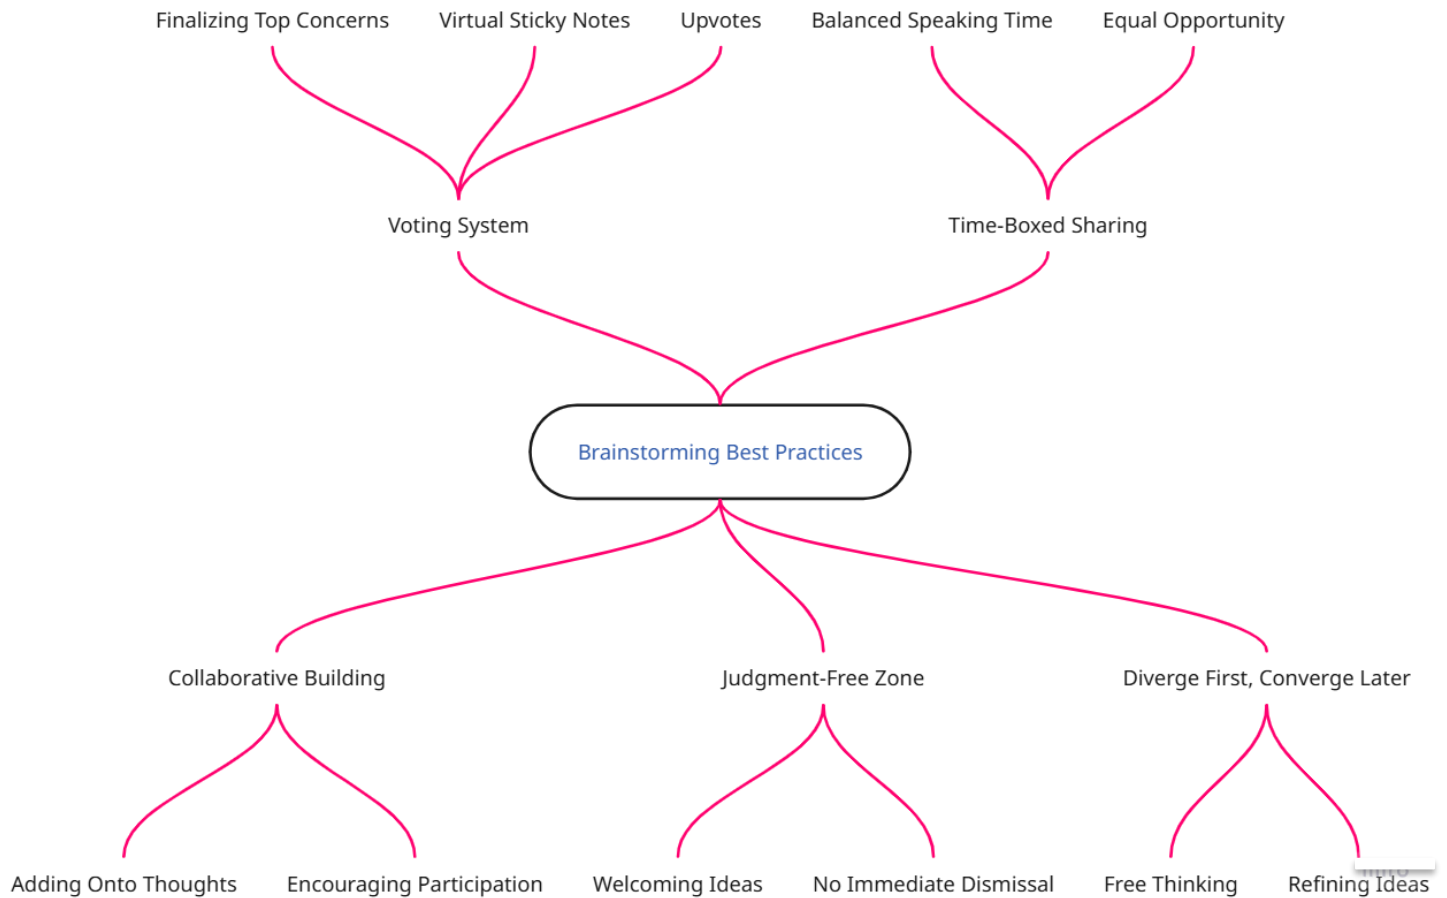 Finalizing Top Concerns
Virtual Sticky Notes
Upvotes
Balanced Speaking Time
Equal Opportunity
Voting System
Time-Boxed Sharing
Brainstorming Best Practices
Collaborative Building
Judgment-Free Zone
Diverge First, Converge Later
Adding Onto Thoughts
Encouraging Participation
Welcoming Ideas
No Immediate Dismissal
Free Thinking
Refining Ideas